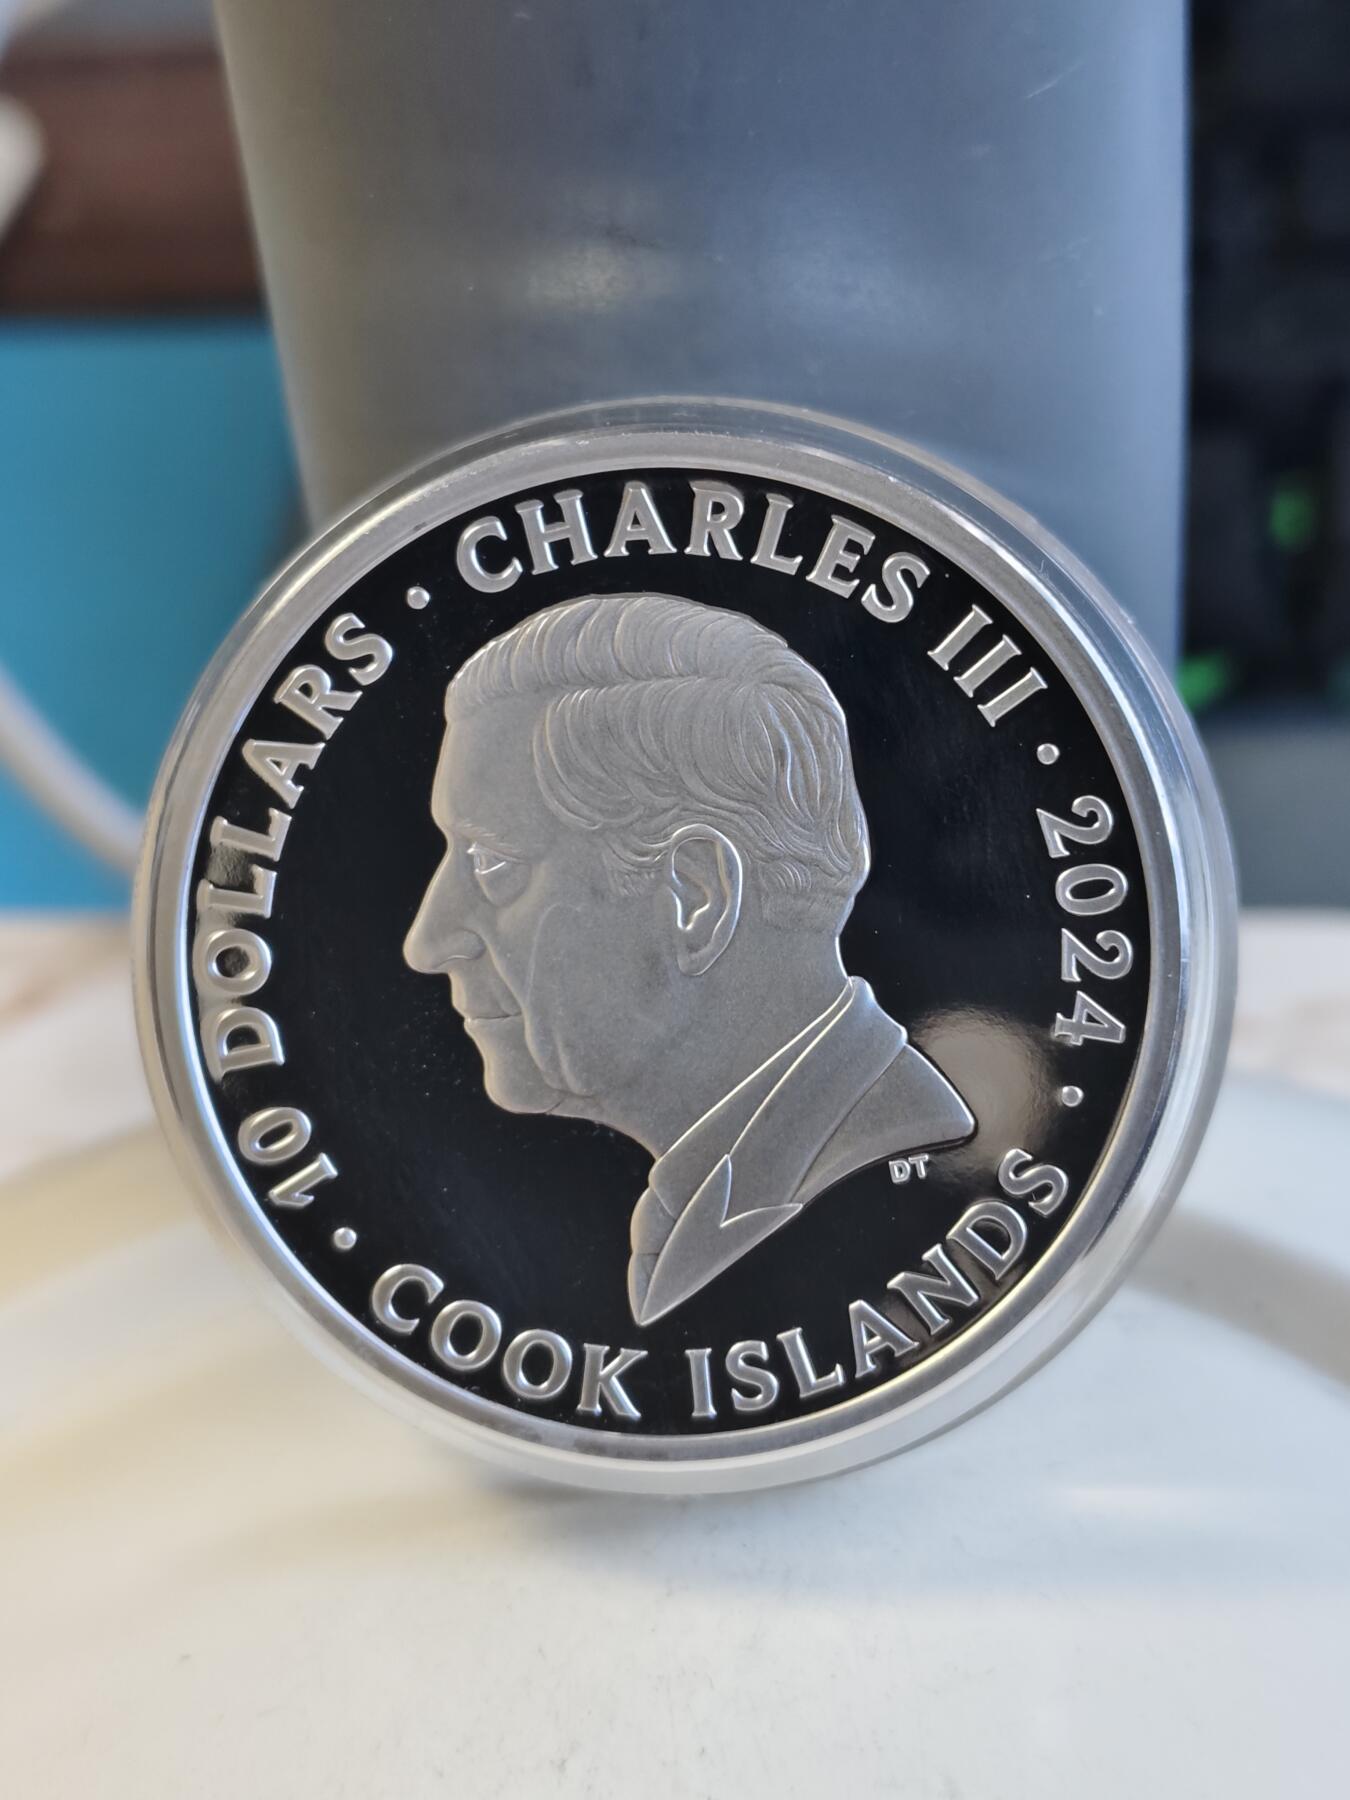 10 DOLLARS • CHARLES III • 2024 •
• COOK ISLANDS
DT